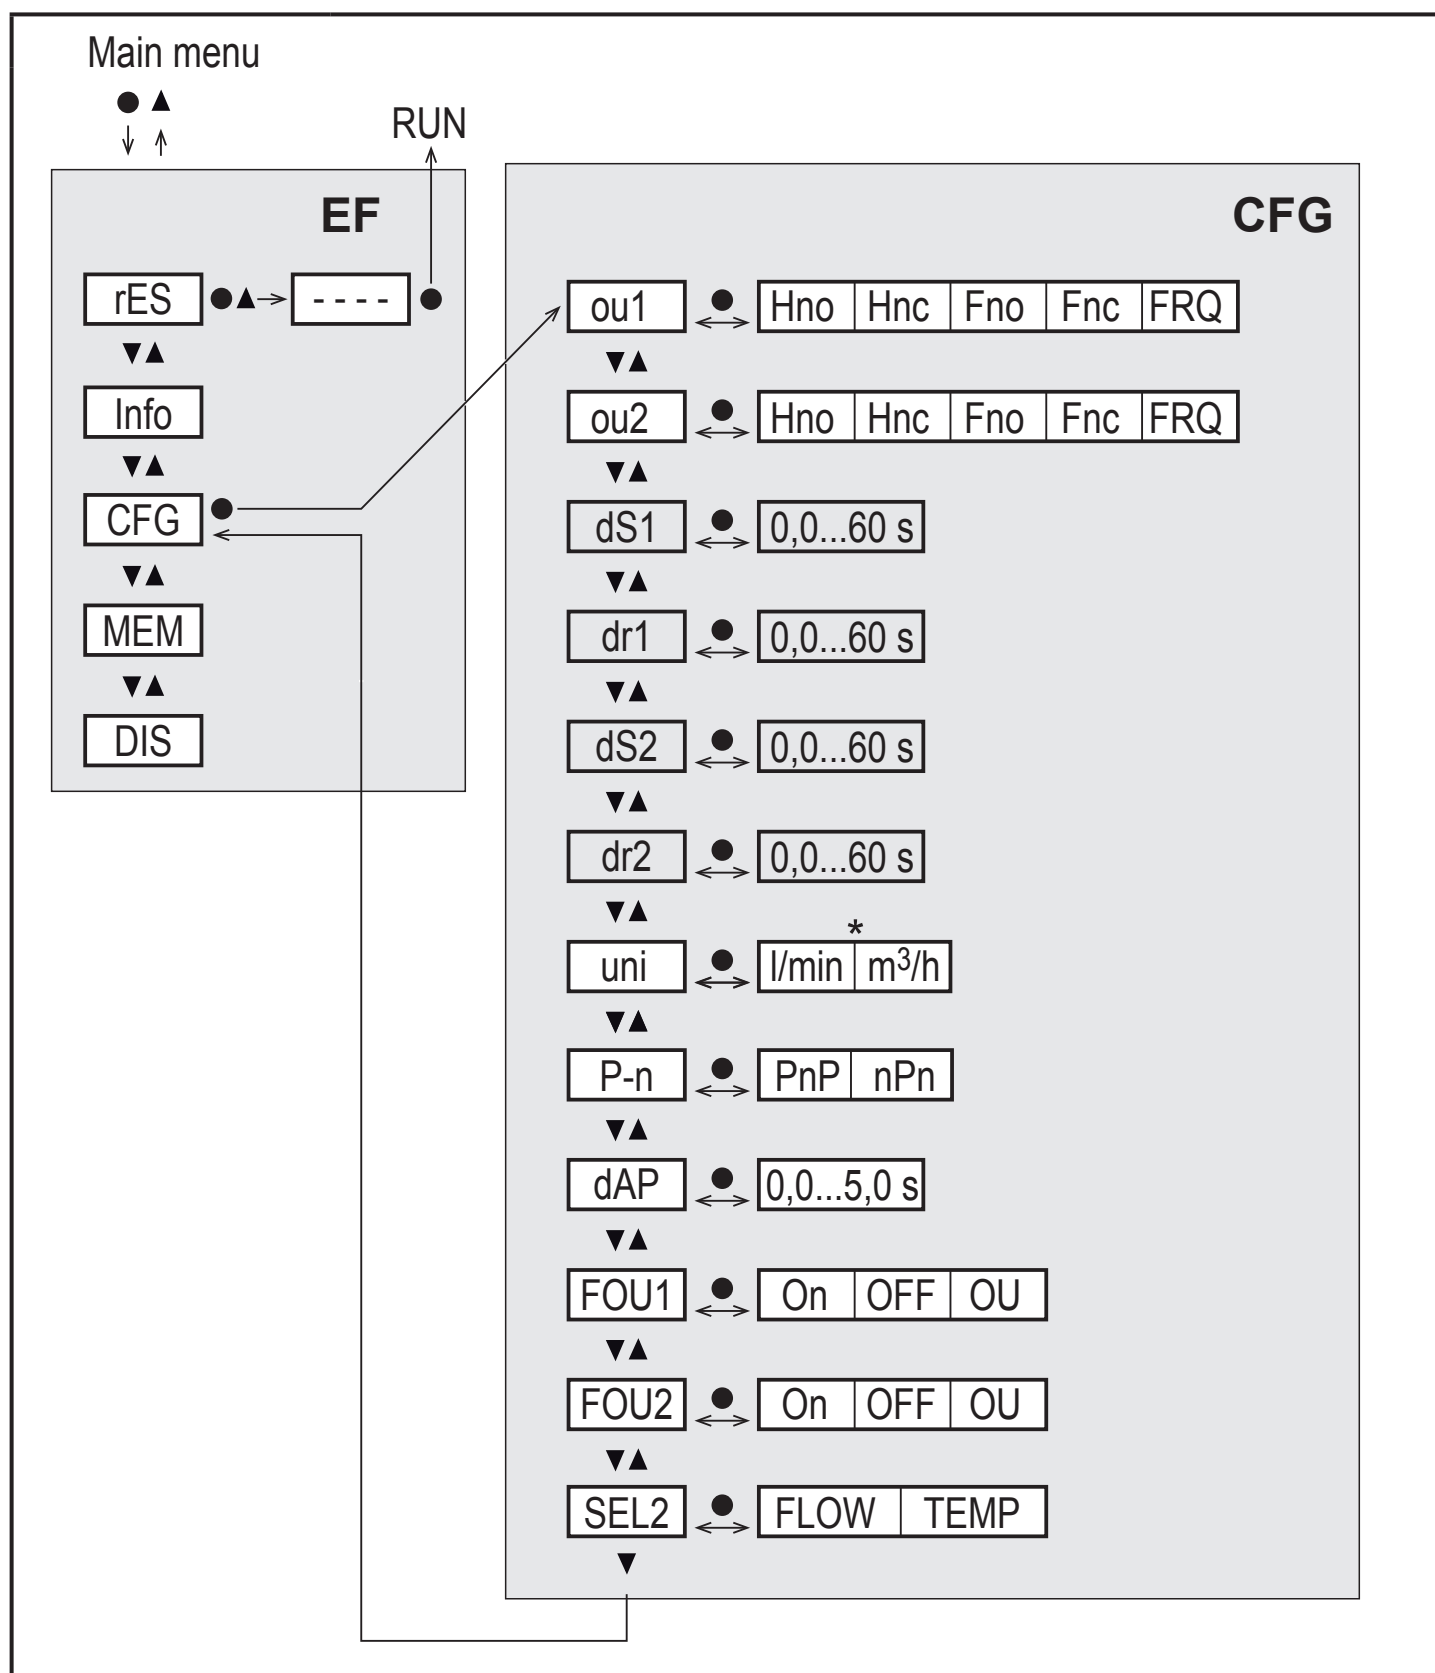 Main menu
RUN
EF
rES - - - -
Info
CFG
MEM
DIS
CFG
ou1 Hno Hnc Fno Fnc FRQ
ou2 Hno Hnc Fno Fnc FRQ
dS1 0,0...60 s
dr1 0,0...60 s
dS2 0,0...60 s
dr2 0,0...60 s
*
uni l/min m³/h
P-n PnP nPn
dAP 0,0...5,0 s
FOU1 On OFF OU
FOU2 On OFF OU
SEL2 FLOW TEMP